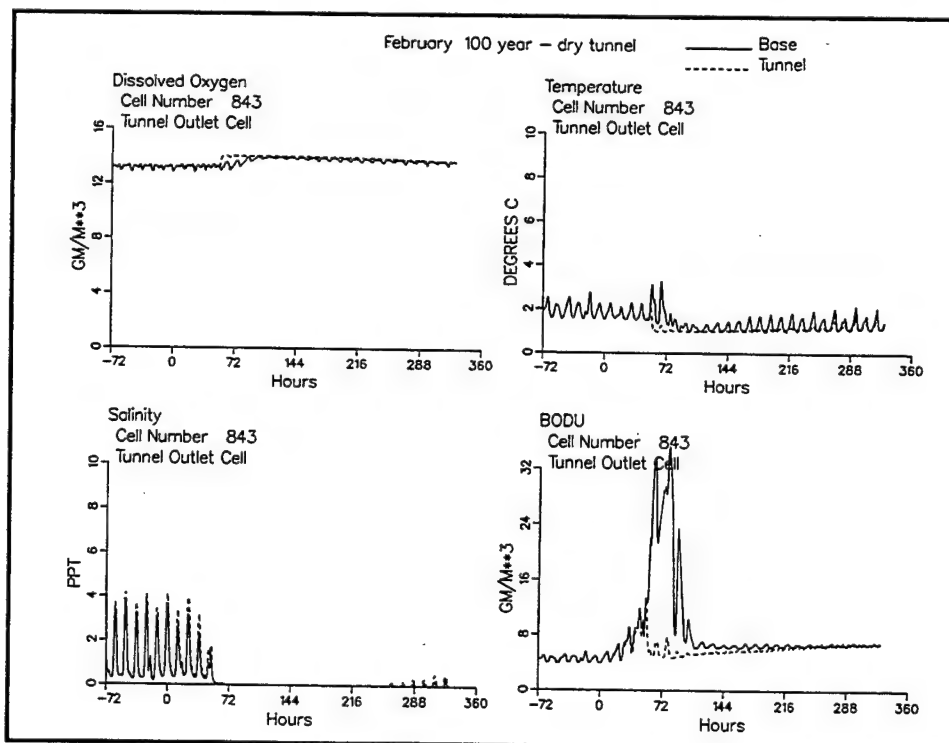 February 100 year – dry tunnel
Base
Tunnel
Dissolved Oxygen
Cell Number 843
Tunnel Outlet Cell
16
12
8
4
0
GM/M**3
−72 0 72 144 216 288 360
Hours
Temperature
Cell Number 843
Tunnel Outlet Cell
10
8
6
4
2
0
DEGREES C
−72 0 72 144 216 288 360
Hours
Salinity
Cell Number 843
Tunnel Outlet Cell
10
8
6
4
2
0
PPT
−72 0 72 144 216 288 360
Hours
BODU
Cell Number 843
Tunnel Outlet Cell
32
24
16
8
0
GM/M**3
−72 0 72 144 216 288 360
Hours